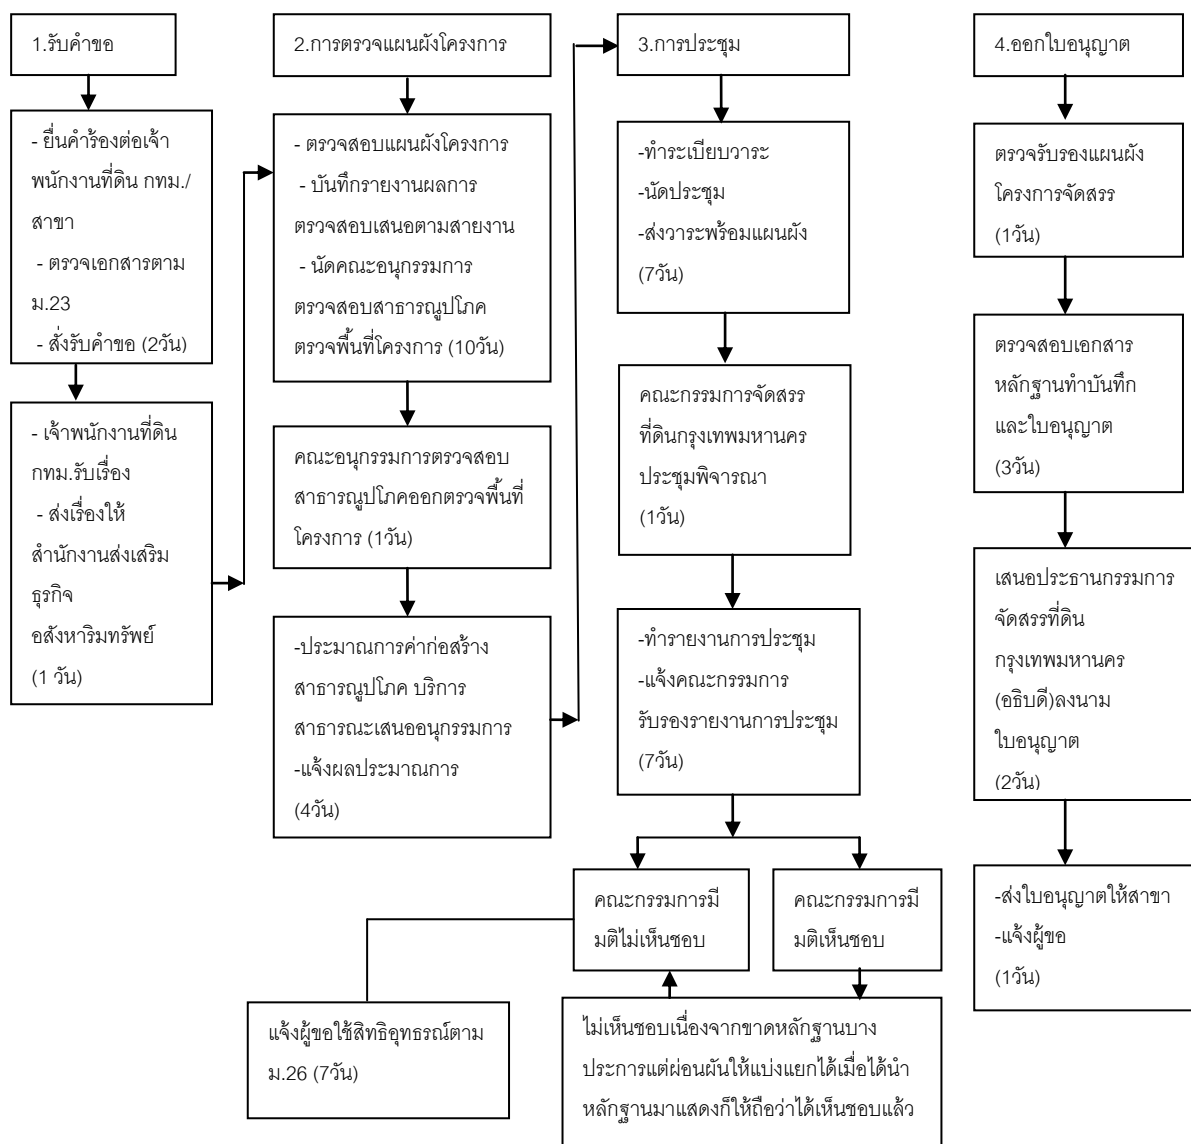 1.รับคำขอ
- ยื่นคำร้องต่อเจ้า
พนักงานที่ดิน กทม./
สาขา
- ตรวจเอกสารตาม
ม.23
- สั่งรับคำขอ (2วัน)
- เจ้าพนักงานที่ดิน
กทม.รับเรื่อง
- ส่งเรื่องให้
สำนักงานส่งเสริม
ธุรกิจ
อสังหาริมทรัพย์
(1 วัน)
2.การตรวจแผนผังโครงการ
- ตรวจสอบแผนผังโครงการ
- บันทึกรายงานผลการ
ตรวจสอบเสนอตามสายงาน
- นัดคณะอนุกรรมการ
ตรวจสอบสาธารณูปโภค
ตรวจพื้นที่โครงการ (10วัน)
คณะอนุกรรมการตรวจสอบ
สาธารณูปโภคออกตรวจพื้นที่
โครงการ (1วัน)
-ประมาณการค่าก่อสร้าง
สาธารณูปโภค บริการ
สาธารณะเสนออนุกรรมการ
-แจ้งผลประมาณการ
(4วัน)
3.การประชุม
-ทำระเบียบวาระ
-นัดประชุม
-ส่งวาระพร้อมแผนผัง
(7วัน)
คณะกรรมการจัดสรร
ที่ดินกรุงเทพมหานคร
ประชุมพิจารณา
(1วัน)
-ทำรายงานการประชุม
-แจ้งคณะกรรมการ
รับรองรายงานการประชุม
(7วัน)
คณะกรรมการมี
มติไม่เห็นชอบ
คณะกรรมการมี
มติเห็นชอบ
แจ้งผู้ขอใช้สิทธิอุทธรณ์ตาม
ม.26 (7วัน)
ไม่เห็นชอบเนื่องจากขาดหลักฐานบาง
ประการแต่ผ่อนผันให้แบ่งแยกได้เมื่อได้นำ
หลักฐานมาแสดงก็ให้ถือว่าได้เห็นชอบแล้ว
4.ออกใบอนุญาต
ตรวจรับรองแผนผัง
โครงการจัดสรร
(1วัน)
ตรวจสอบเอกสาร
หลักฐานทำบันทึก
และใบอนุญาต
(3วัน)
เสนอประธานกรรมการ
จัดสรรที่ดิน
กรุงเทพมหานคร
(อธิบดี)ลงนาม
ใบอนุญาต
(2วัน)
-ส่งใบอนุญาตให้สาขา
-แจ้งผู้ขอ
(1วัน)